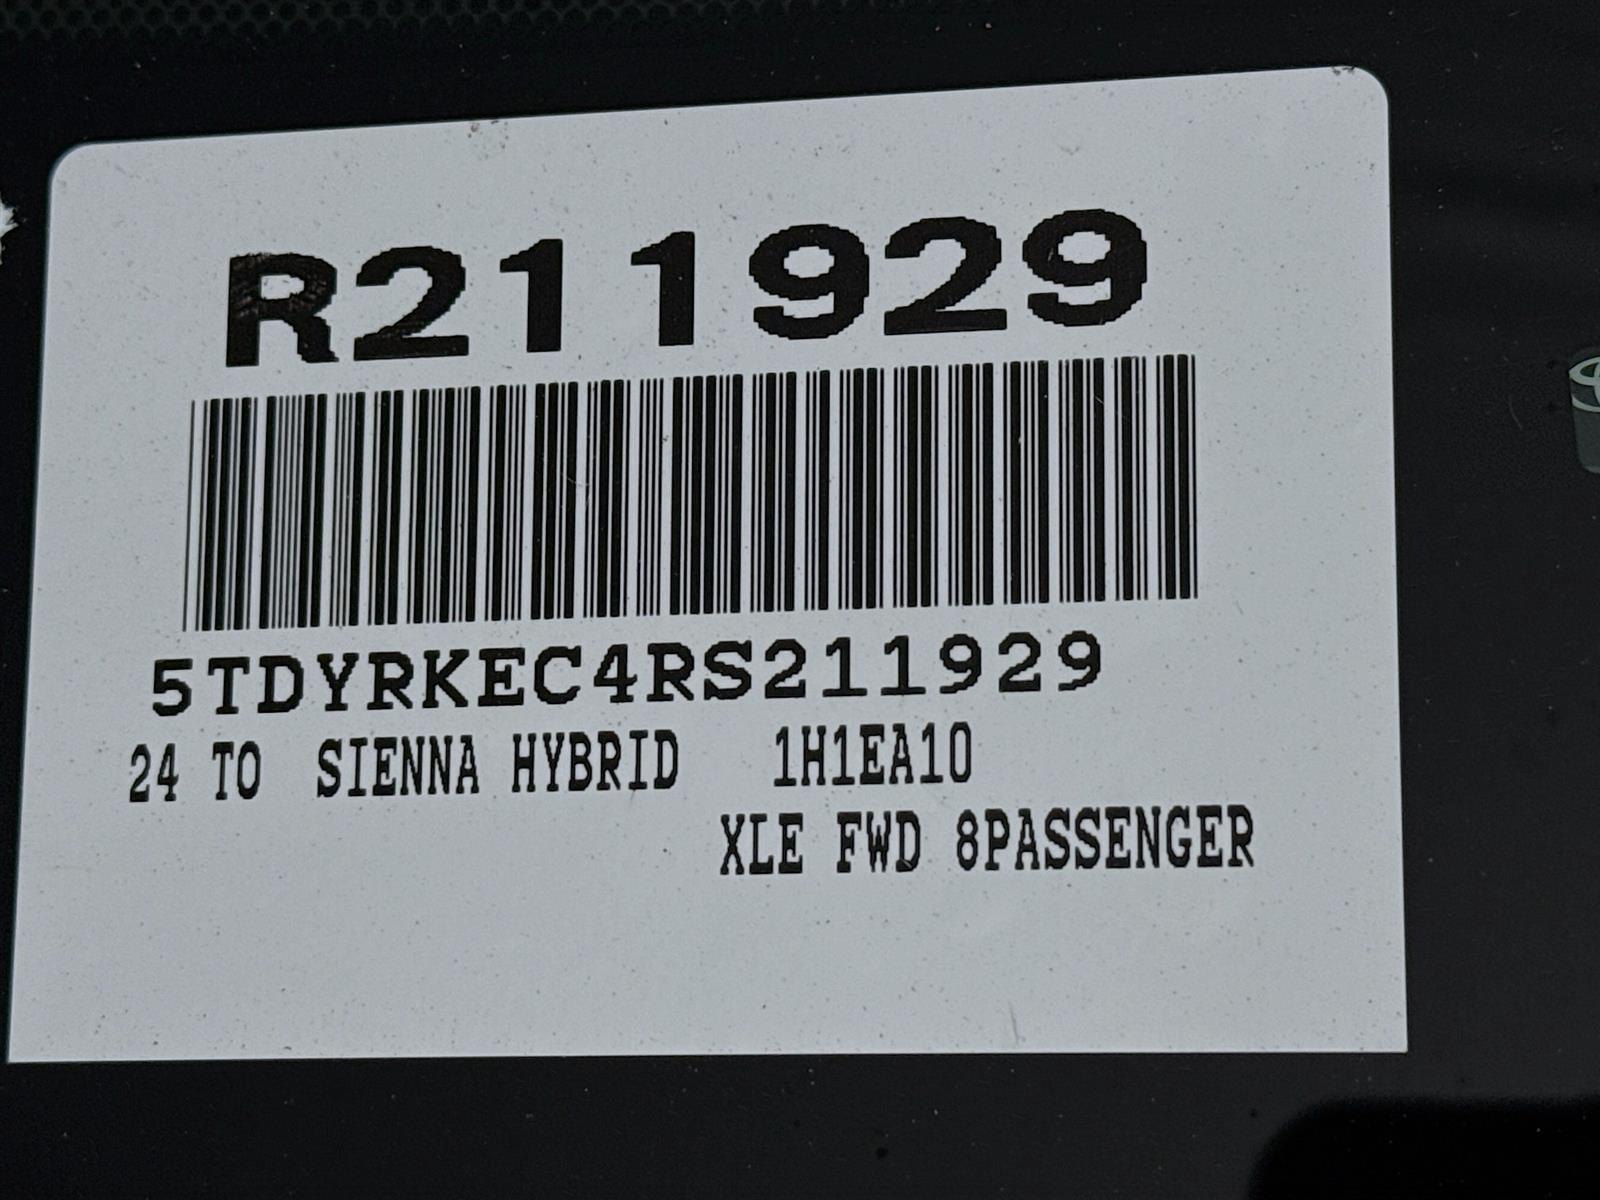 R211929
5TDYRKEC4RS211929
24 TO SIENNA HYBRID 1H1EA10
XLE FWD 8PASSENGER